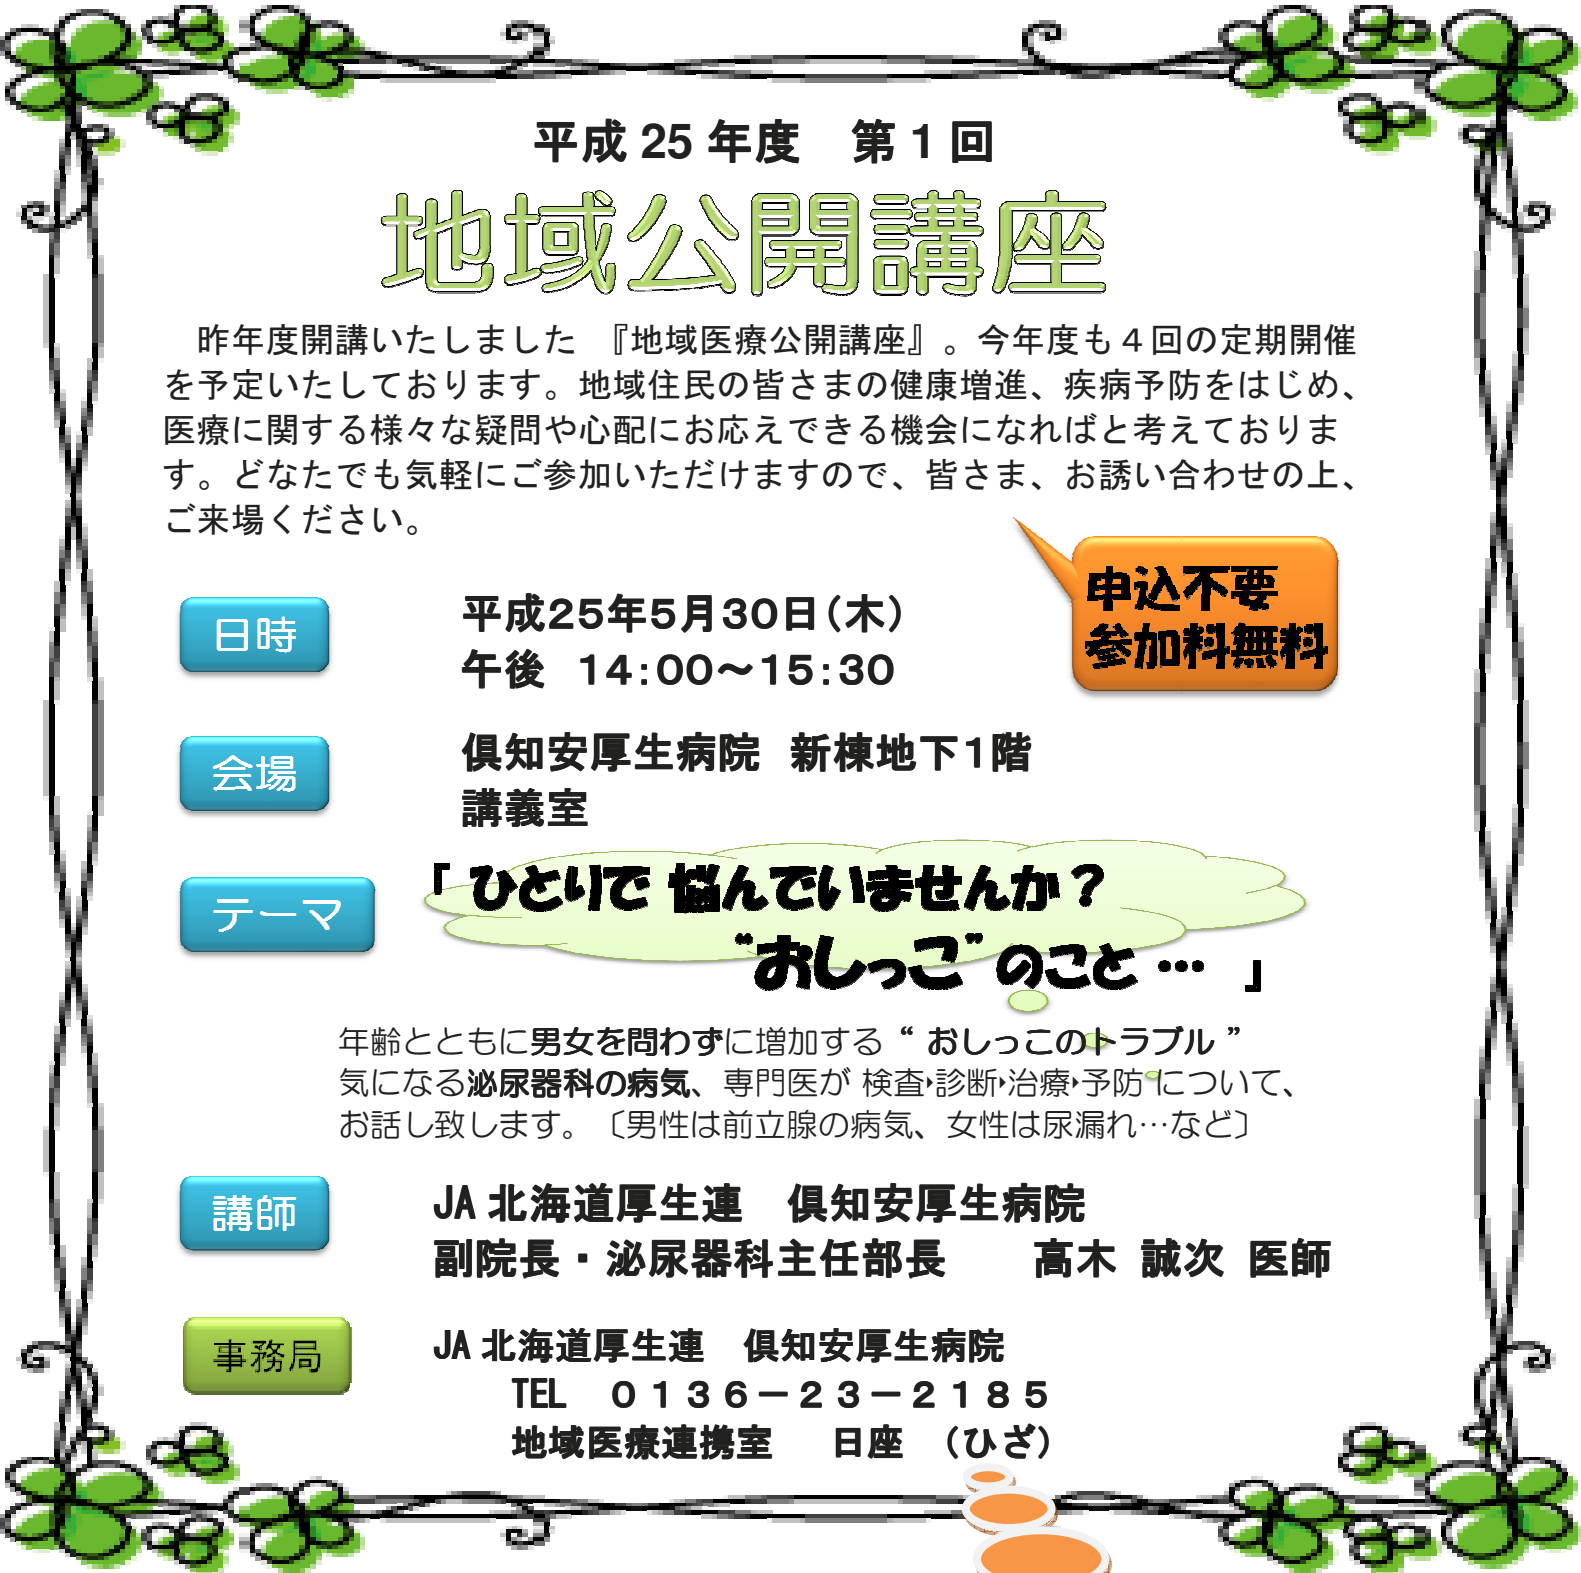 平成 25 年度　第 1 回
地域公開講座
昨年度開講いたしました 『地域医療公開講座』。今年度も４回の定期開催
を予定いたしております。地域住民の皆さまの健康増進、疾病予防をはじめ、
医療に関する様々な疑問や心配にお応えできる機会になればと考えておりま
す。どなたでも気軽にご参加いただけますので、皆さま、お誘い合わせの上、
ご来場ください。
申込不要
参加料無料
日時
平成25年5月30日（木）
午後　14：00～15：30
会場
倶知安厚生病院　新棟地下1階
講義室
テーマ
「 ひとりで 悩んでいませんか？
“おしっこ” のこと … 」
年齢とともに男女を問わずに増加する “ おしっこのトラブル ”
気になる泌尿器科の病気、専門医が 検査・診断・治療・予防 について、
お話し致します。〔男性は前立腺の病気、女性は尿漏れ…など〕
講師
JA 北海道厚生連　倶知安厚生病院
副院長・泌尿器科主任部長　　高木 誠次 医師
事務局
JA 北海道厚生連　倶知安厚生病院
TEL　０１３６－２３－２１８５
地域医療連携室　日座　（ひざ）